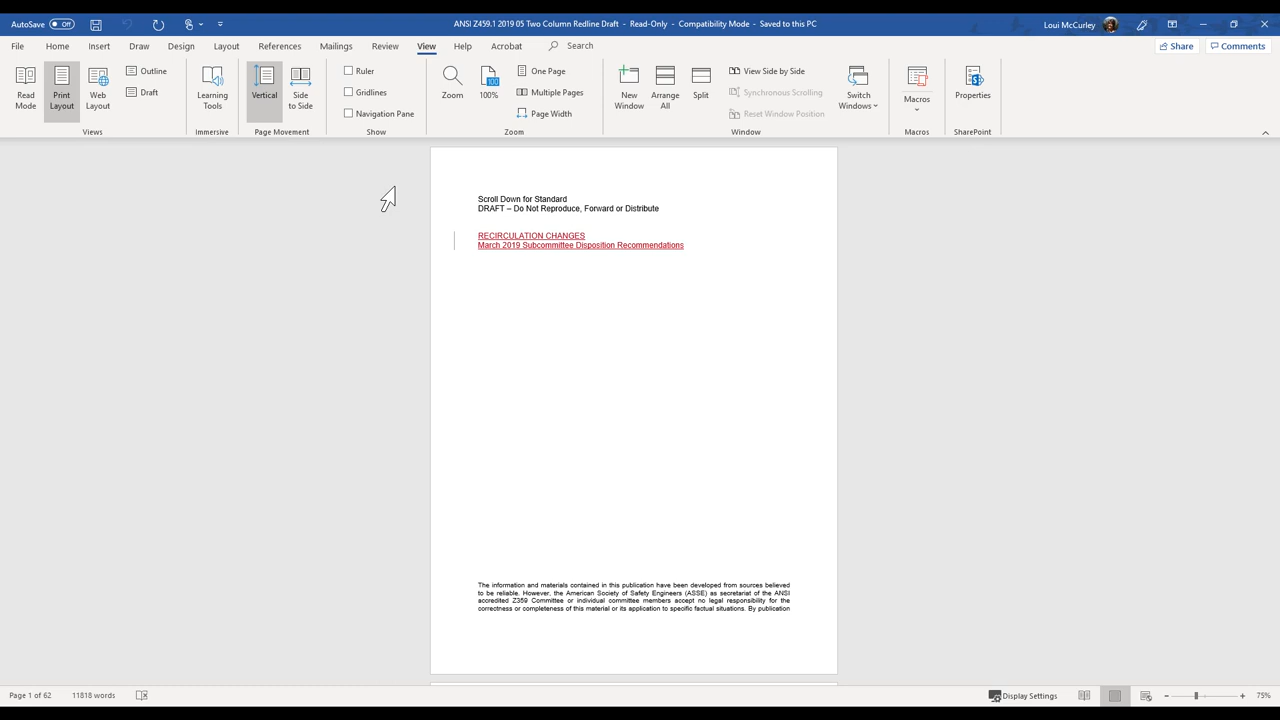 AutoSave Off
ANSI Z459.1 2019 05 Two Column Redline Draft - Read-Only - Compatibility Mode - Saved to this PC
Loui McCurley
File Home Insert Draw Design Layout References Mailings Review View Help Acrobat Search
Share Comments
Read Mode
Print Layout
Web Layout
Outline
Draft
Views
Learning Tools
Immersive
Vertical
Side to Side
Page Movement
Ruler
Gridlines
Navigation Pane
Show
Zoom
100
100%
One Page
Multiple Pages
Page Width
Zoom
New Window
Arrange All
Split
View Side by Side
Synchronous Scrolling
Reset Window Position
Switch Windows
Window
Macros
Macros
Properties
SharePoint
Scroll Down for Standard
DRAFT – Do Not Reproduce, Forward or Distribute
RECIRCULATION CHANGES
March 2019 Subcommittee Disposition Recommendations
The information and materials contained in this publication have been developed from sources believed
to be reliable. However, the American Society of Safety Engineers (ASSE) as secretariat of the ANSI
accredited Z359 Committee or individual committee members accept no legal responsibility for the
correctness or completeness of this material or its application to specific factual situations. By publication
Page 1 of 62 11818 words
Display Settings
75%